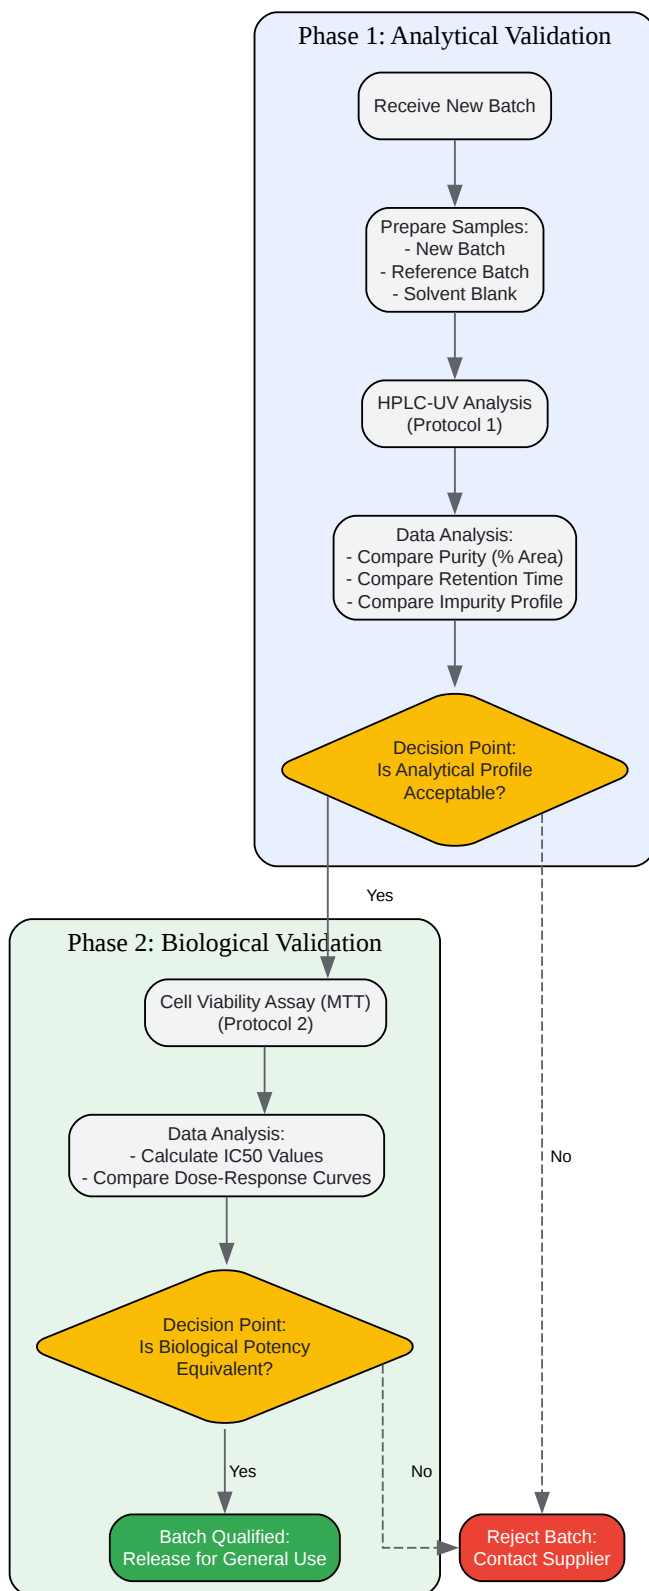 Phase 1: Analytical Validation
Receive New Batch
Prepare Samples:
- New Batch
- Reference Batch
- Solvent Blank
HPLC-UV Analysis
(Protocol 1)
Data Analysis:
- Compare Purity (% Area)
- Compare Retention Time
- Compare Impurity Profile
Decision Point:
Is Analytical Profile
Acceptable?
Yes
Phase 2: Biological Validation
Cell Viability Assay (MTT)
(Protocol 2)
Data Analysis:
- Calculate IC50 Values
- Compare Dose-Response Curves
No
Decision Point:
Is Biological Potency
Equivalent?
Yes
No
Batch Qualified:
Release for General Use
Reject Batch:
Contact Supplier